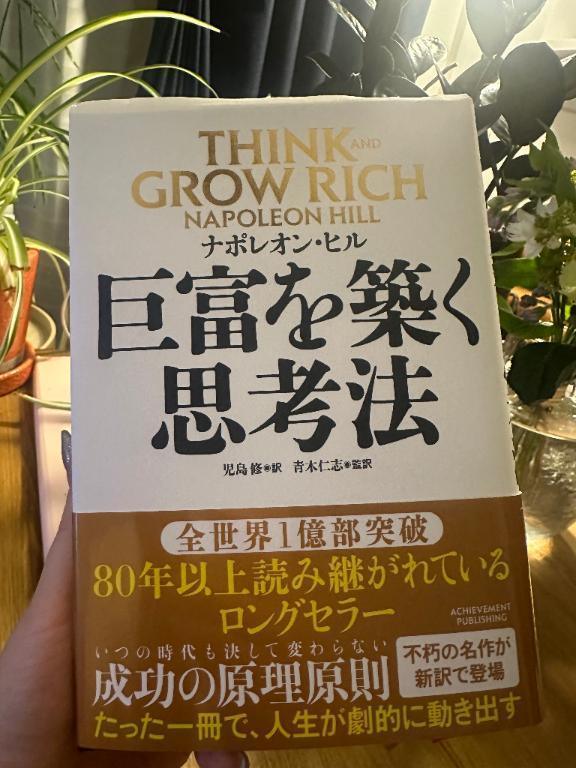 THINK AND
GROW RICH
NAPOLEON HILL
ナポレオン・ヒル
巨富を築く
思考法
児島 修◉訳 青木仁志◉監訳
全世界1億部突破
80年以上読み継がれている
ロングセラー
ACHIEVEMENT
PUBLISHING
いつの時代も決して変わらない
成功の原理原則
不朽の名作が
新訳で登場
たった一冊で、人生が劇的に動き出す